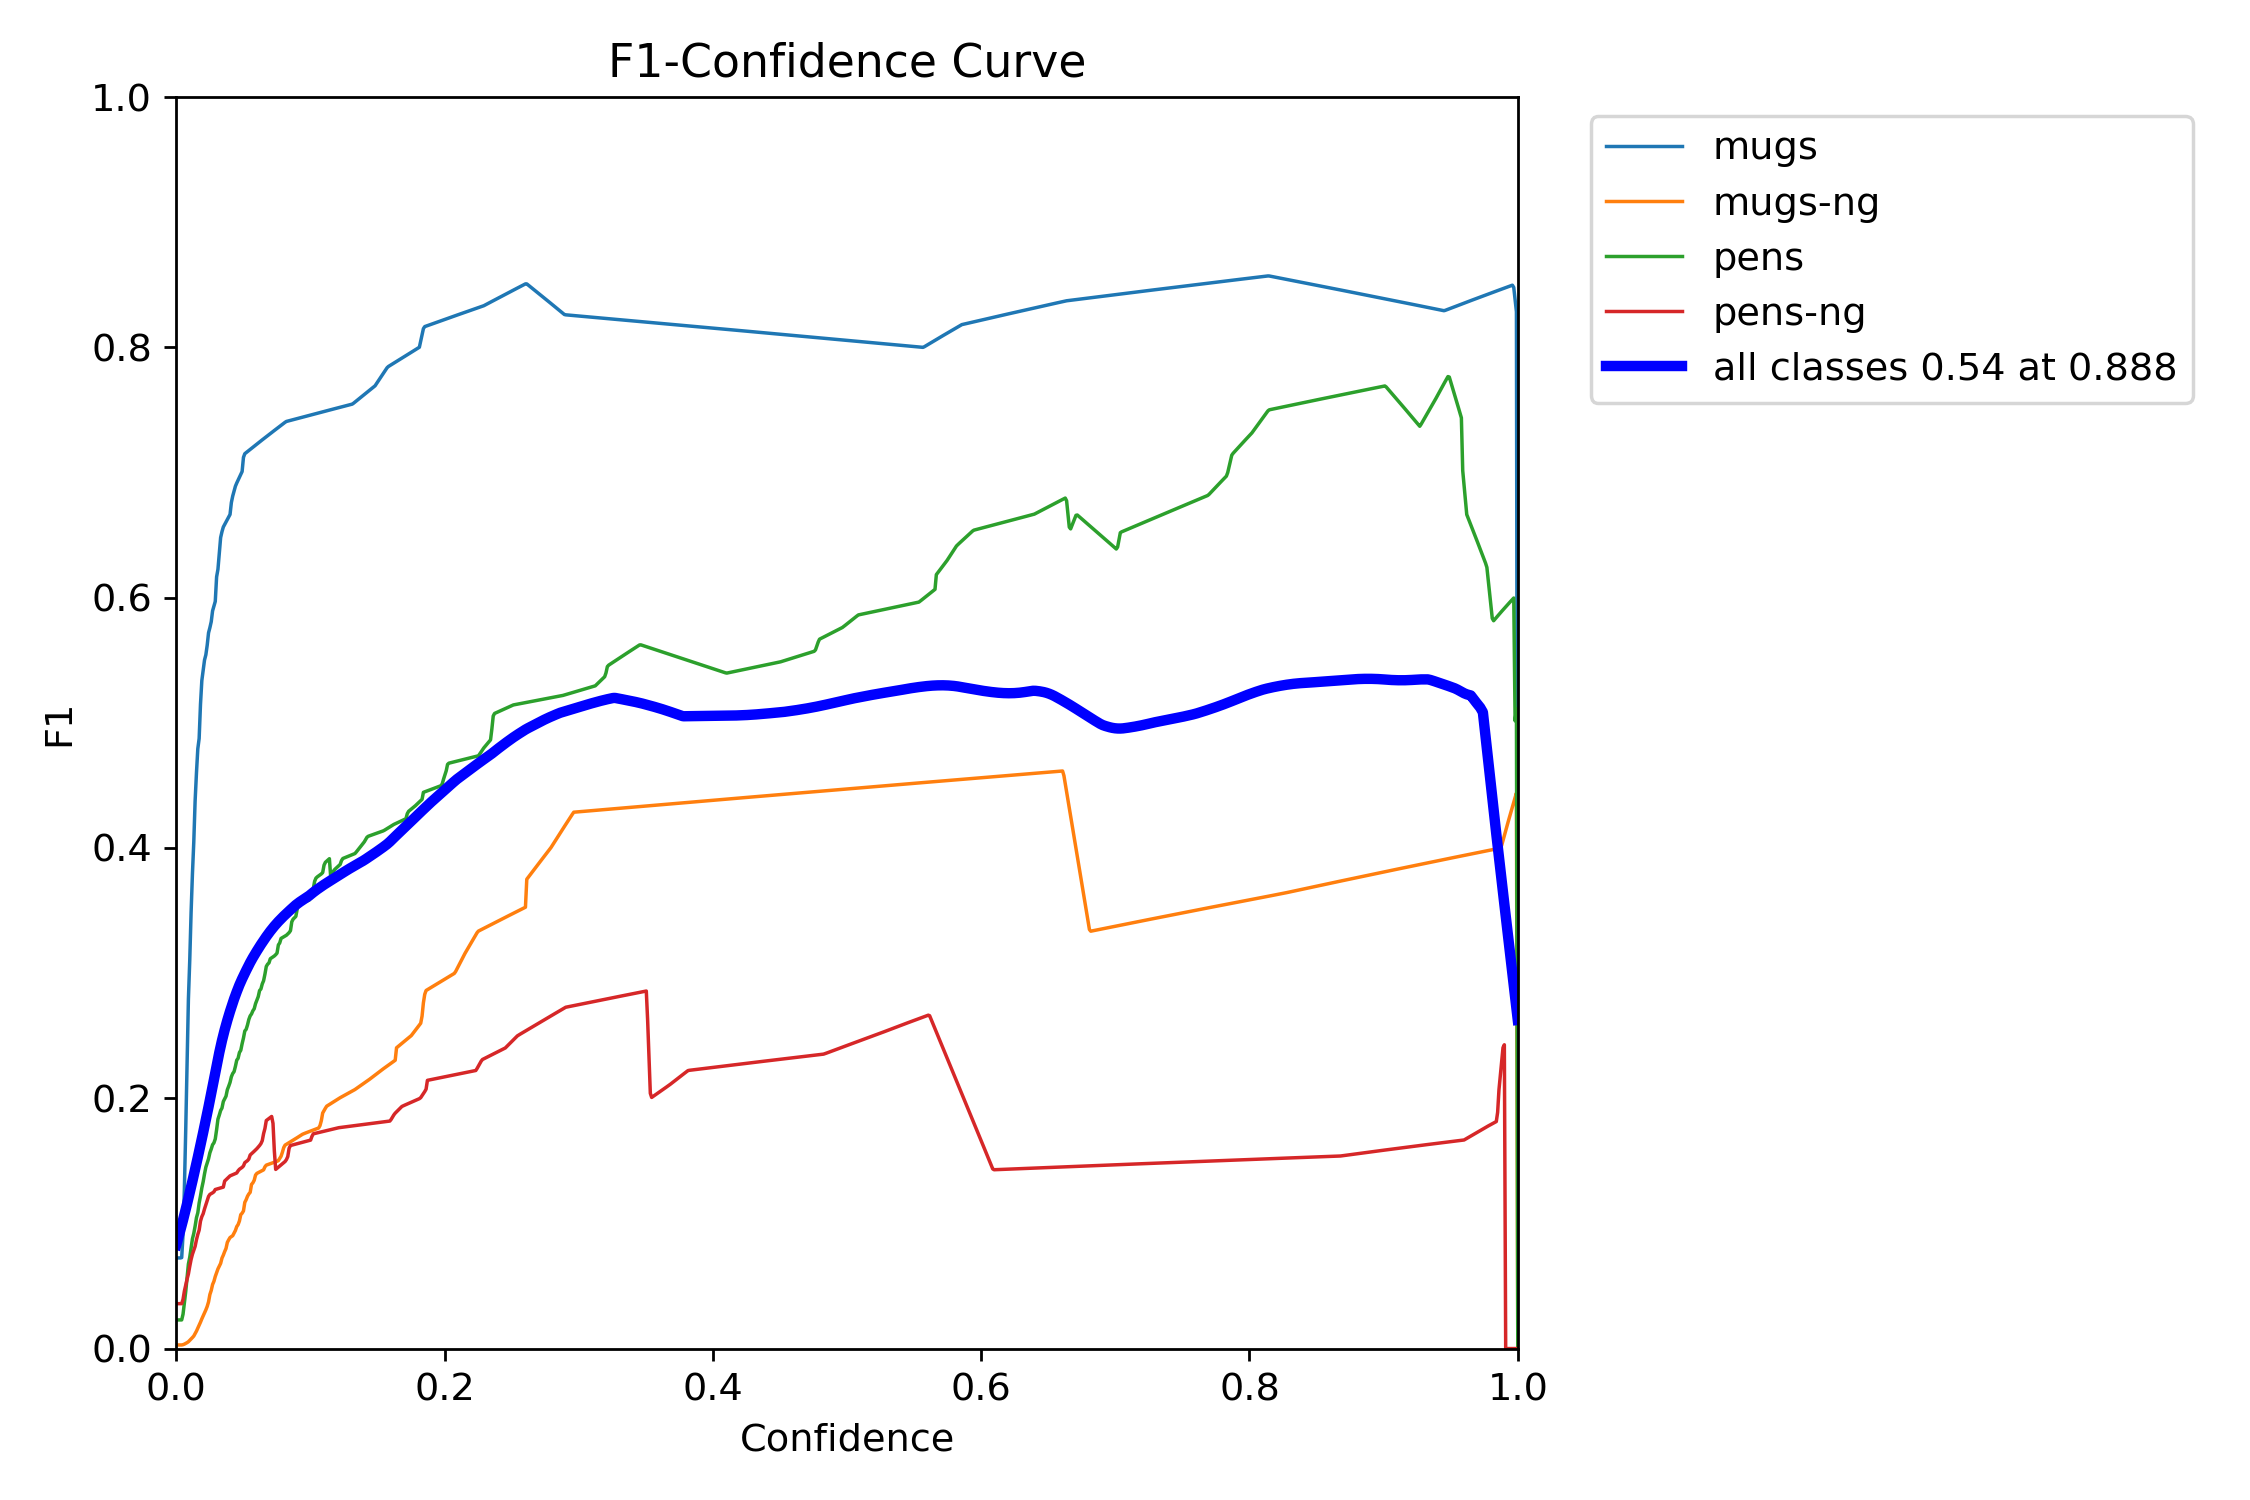 F1-Confidence Curve
1.0
0.8
0.6
0.4
0.2
0.0
F1
0.0 0.2 0.4 0.6 0.8 1.0
Confidence
mugs
mugs-ng
pens
pens-ng
all classes 0.54 at 0.888